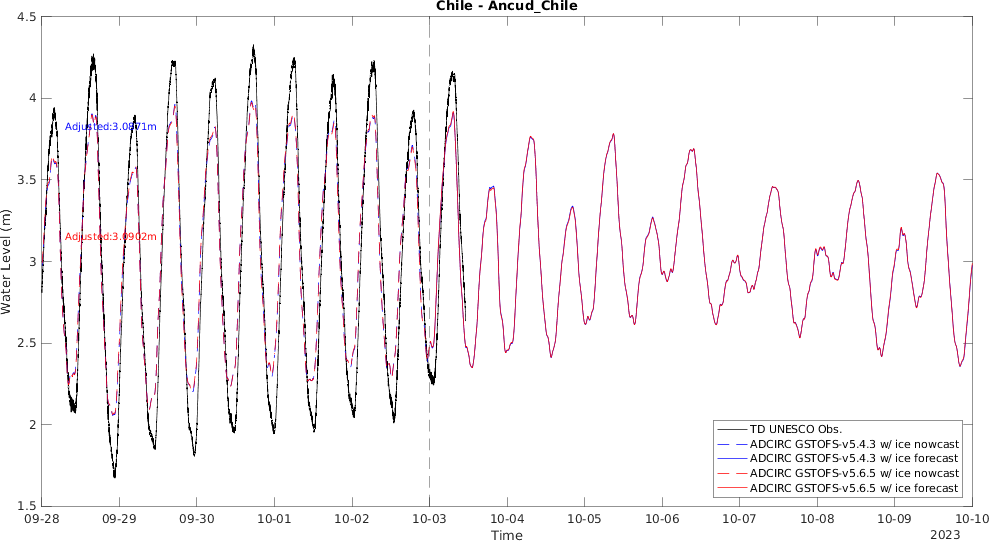 Chile - Ancud_Chile
4.5
4
3.5
3
2.5
2
1.5
Water Level (m)
Adjusted:3.0871m
Adjusted:3.0902m
TD UNESCO Obs.
ADCIRC GSTOFS-v5.4.3 w/ ice nowcast
ADCIRC GSTOFS-v5.4.3 w/ ice forecast
ADCIRC GSTOFS-v5.6.5 w/ ice nowcast
ADCIRC GSTOFS-v5.6.5 w/ ice forecast
09-28 09-29 09-30 10-01 10-02 10-03 10-04 10-05 10-06 10-07 10-08 10-09 10-10
Time
2023